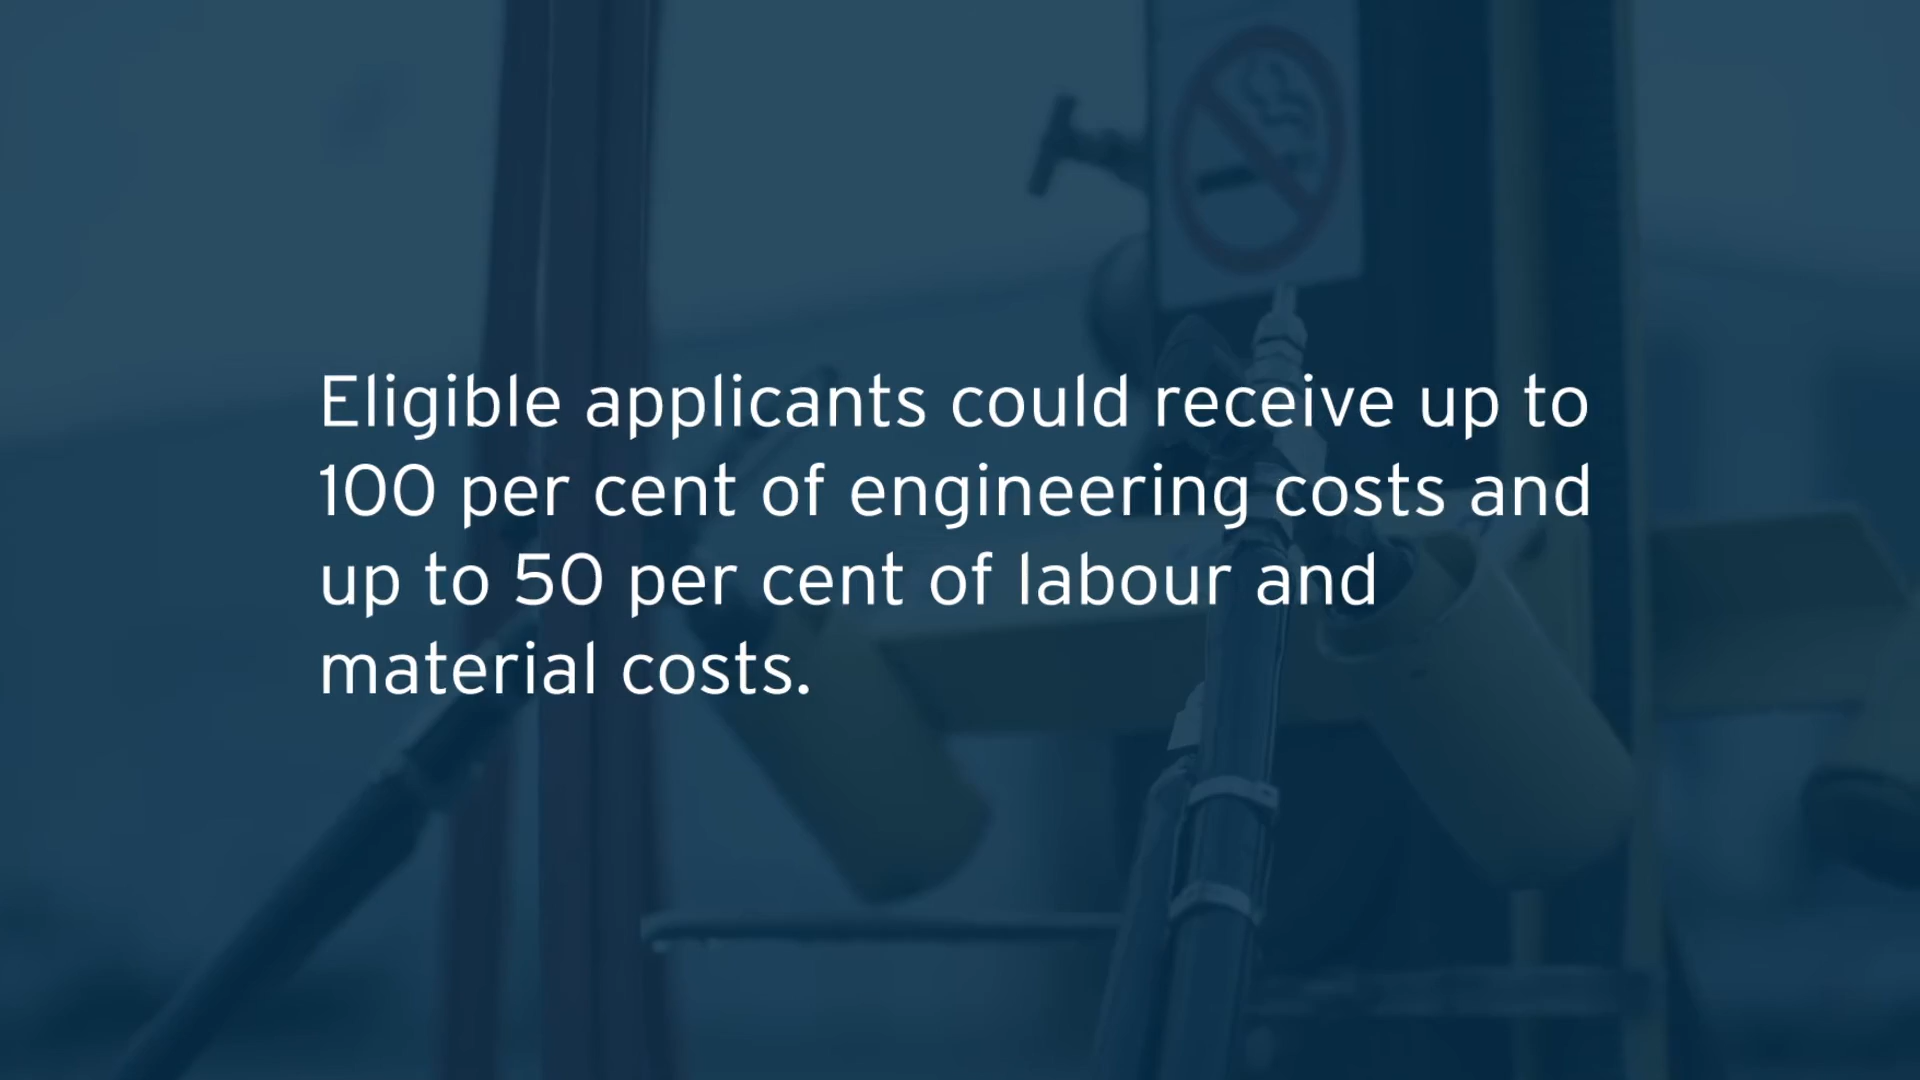 Eligible applicants could receive up to
100 per cent of engineering costs and
up to 50 per cent of labour and
material costs.